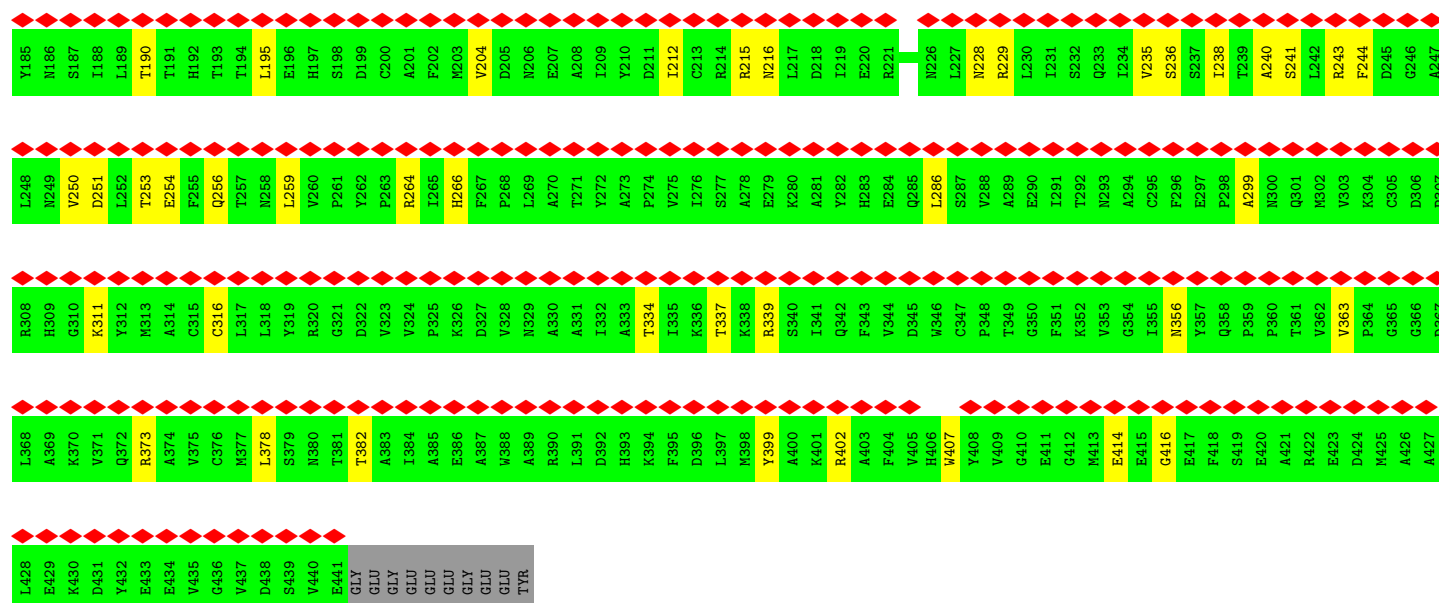 Y185 N186 S187 I188 L189 T190 T191 H192 T193 T194 L195 E196 H197 S198 D199 C200 A201 F202 M203 V204 D205 N206 E207 A208 I209 Y210 D211 I212 C213 R214 R215 N216 L217 D218 I219 E220 R221 N226 L227 N228 R229 L230 I231 S232 Q233 I234 V235 S236 S237 I238 T239 A240 S241 L242 R243 F244 D245 G246 A247
L248 N249 V250 D251 L252 T253 E254 F255 Q256 T257 N258 L259 V260 P261 Y262 P263 R264 I265 H266 F267 P268 L269 A270 T271 Y272 A273 P274 V275 I276 S277 A278 E279 K280 A281 Y282 H283 E284 Q285 L286 S287 V288 A289 E290 I291 T292 N293 A294 C295 F296 E297 P298 A299 N300 Q301 M302 V303 K304 C305 D306
R308 H309 G310 K311 Y312 M313 A314 C315 C316 L317 L318 Y319 R320 G321 D322 V323 V324 P325 K326 D327 V328 N329 A330 A331 I332 A333 T334 I335 K336 T337 K338 R339 S340 I341 Q342 F343 V344 D345 W346 C347 P348 T349 G350 F351 K352 V353 G354 I355 N356 Y357 Q358 P359 P360 T361 V362 V363 P364 G365 G366
L368 A369 K370 V371 Q372 R373 A374 V375 C376 M377 L378 S379 N380 T381 T382 A383 I384 A385 E386 A387 W388 A389 R390 L391 D392 H393 K394 F395 D396 L397 M398 Y399 A400 K401 R402 A403 F404 V405 H406 W407 Y408 V409 G410 E411 G412 M413 E414 E415 G416 E417 F418 S419 E420 A421 R422 E423 D424 M425 A426 A427
L428 E429 K430 D431 Y432 E433 E434 V435 G436 V437 D438 S439 V440 E441 GLY GLU GLY GLU GLU GLU GLY GLU GLU TYR